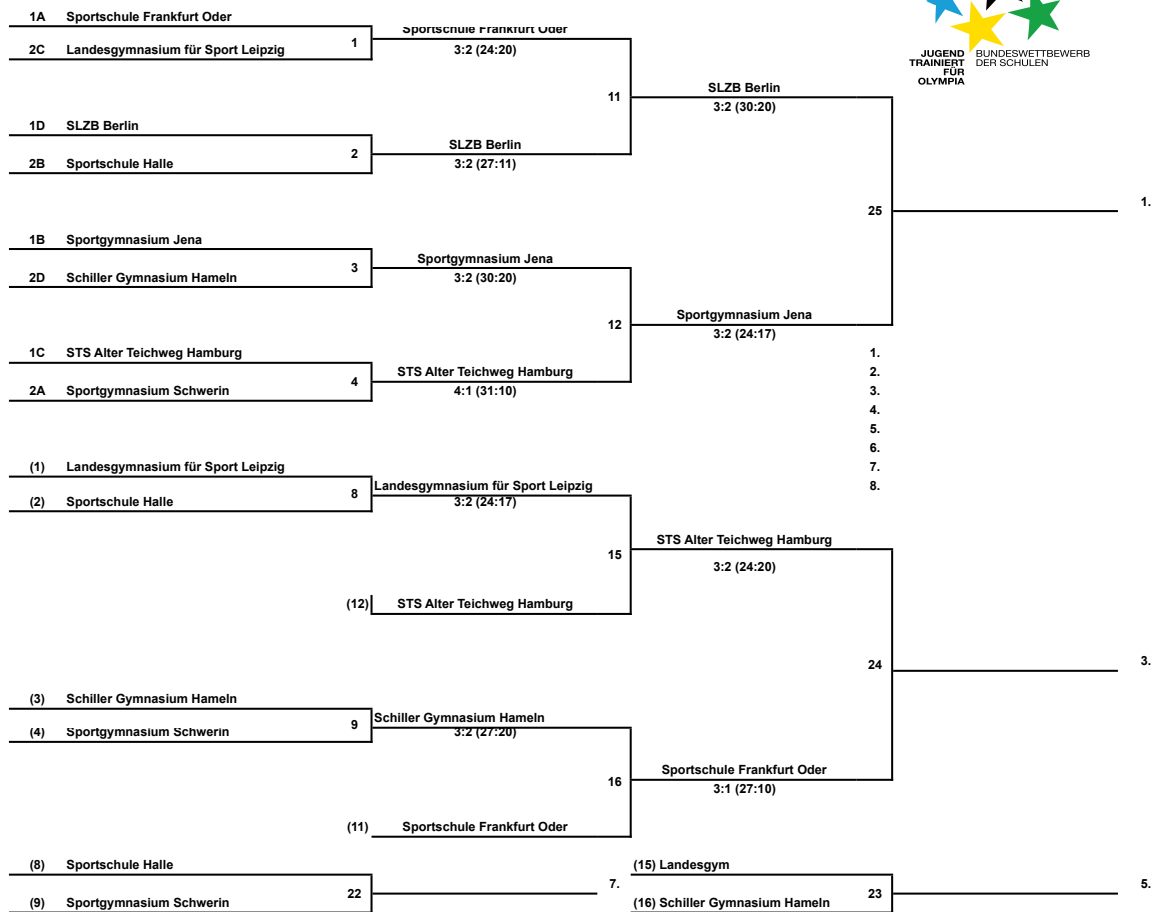 1A Sportschule Frankfurt Oder
Sportschule Frankfurt Oder
2C Landesgymnasium für Sport Leipzig 1
3:2 (24:20)
JUGEND TRAINIERT FÜR OLYMPIA
BUNDESWETTBEWERB DER SCHULEN
11 SLZB Berlin
3:2 (30:20)
1D SLZB Berlin
2 SLZB Berlin
2B Sportschule Halle
3:2 (27:11)
25 1.
1B Sportgymnasium Jena
3 Sportgymnasium Jena
2D Schiller Gymnasium Hameln
3:2 (30:20)
12 Sportgymnasium Jena
3:2 (24:17)
1C STS Alter Teichweg Hamburg
4 STS Alter Teichweg Hamburg
2A Sportgymnasium Schwerin
4:1 (31:10)
1.
2.
3.
4.
5.
6.
7.
8.
(1) Landesgymnasium für Sport Leipzig
8 Landesgymnasium für Sport Leipzig
(2) Sportschule Halle
3:2 (24:17)
15 STS Alter Teichweg Hamburg
3:2 (24:20)
(12) STS Alter Teichweg Hamburg
24 3.
(3) Schiller Gymnasium Hameln
9 Schiller Gymnasium Hameln
(4) Sportgymnasium Schwerin
3:2 (27:20)
16 Sportschule Frankfurt Oder
3:1 (27:10)
(11) Sportschule Frankfurt Oder
(8) Sportschule Halle
22 7.
(9) Sportgymnasium Schwerin
(15) Landesgym
23 5.
(16) Schiller Gymnasium Hameln